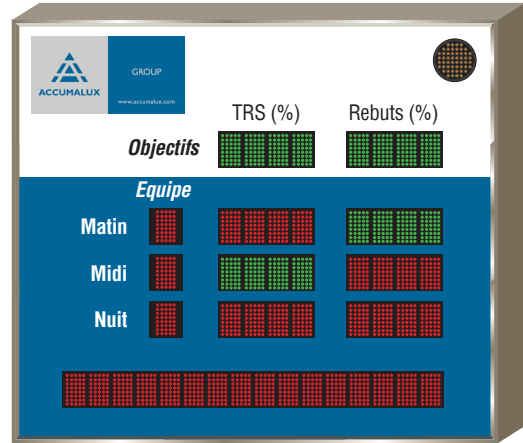 GROUP
ACCUMALUX
www.accumalux.com
TRS (%) Rebuts (%)
Objectifs
Equipe
Matin
Midi
Nuit